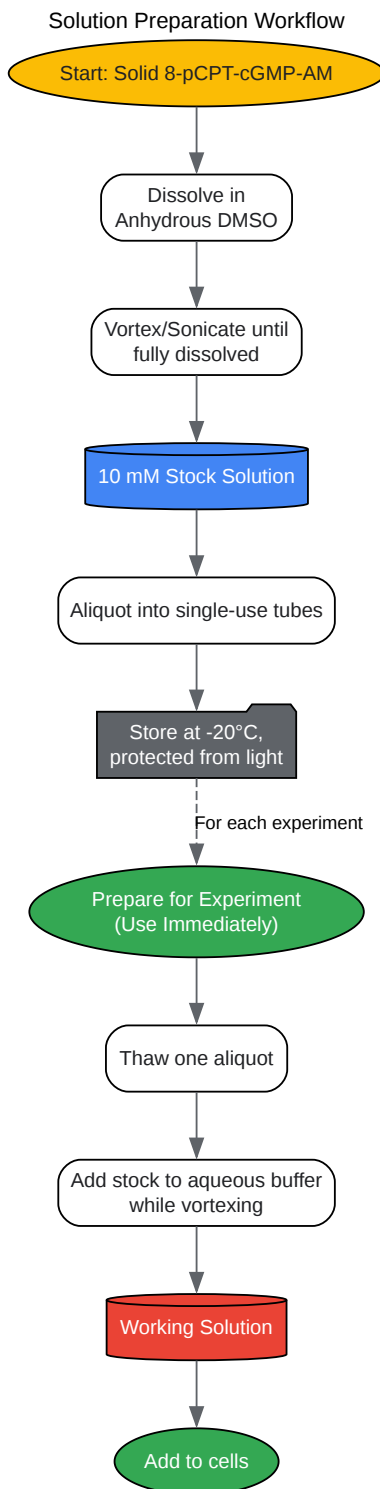 Solution Preparation Workflow
Start: Solid 8-pCPT-cGMP-AM
Dissolve in
Anhydrous DMSO
Vortex/Sonicate until
fully dissolved
10 mM Stock Solution
Aliquot into single-use tubes
Store at -20°C,
protected from light
For each experiment
Prepare for Experiment
(Use Immediately)
Thaw one aliquot
Add stock to aqueous buffer
while vortexing
Working Solution
Add to cells